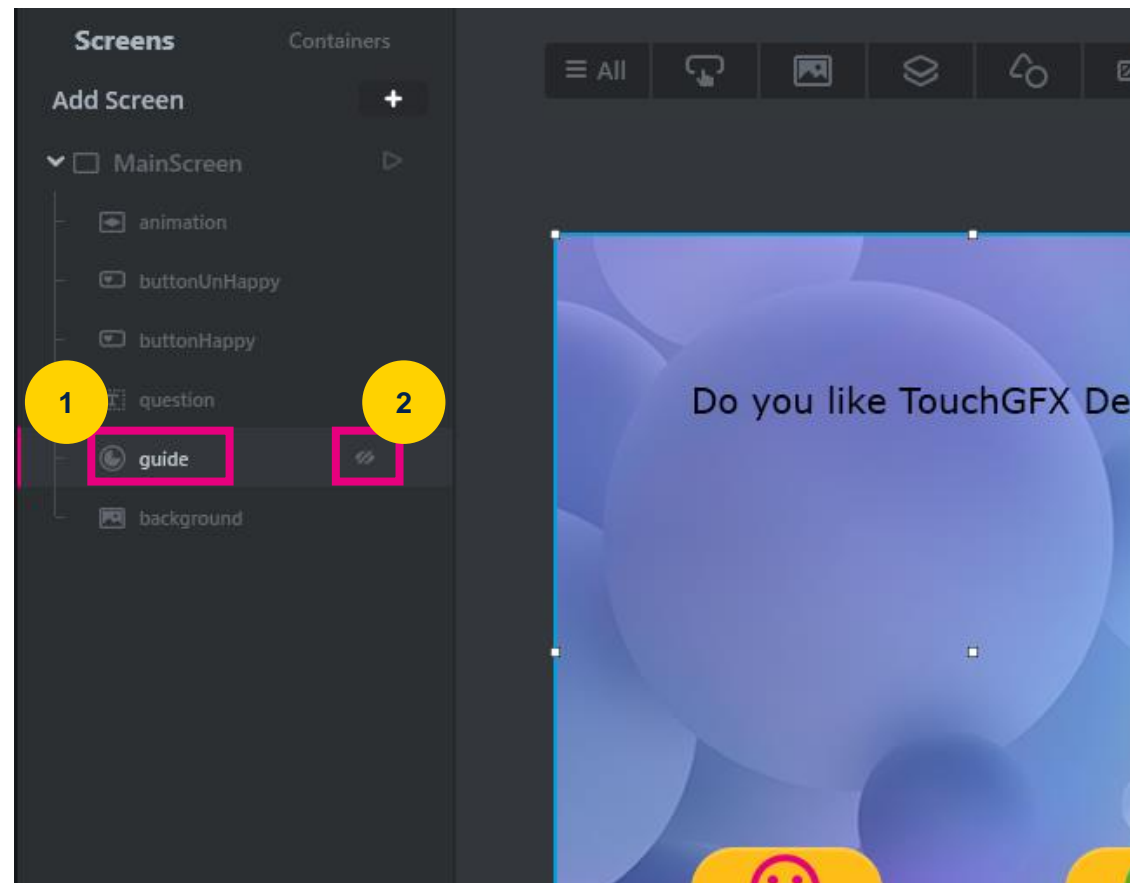 Screens
Containers
≡ All
Add Screen
+
MainScreen
animation
buttonUnHappy
buttonHappy
1
question
2
guide
background
Do you like TouchGFX De